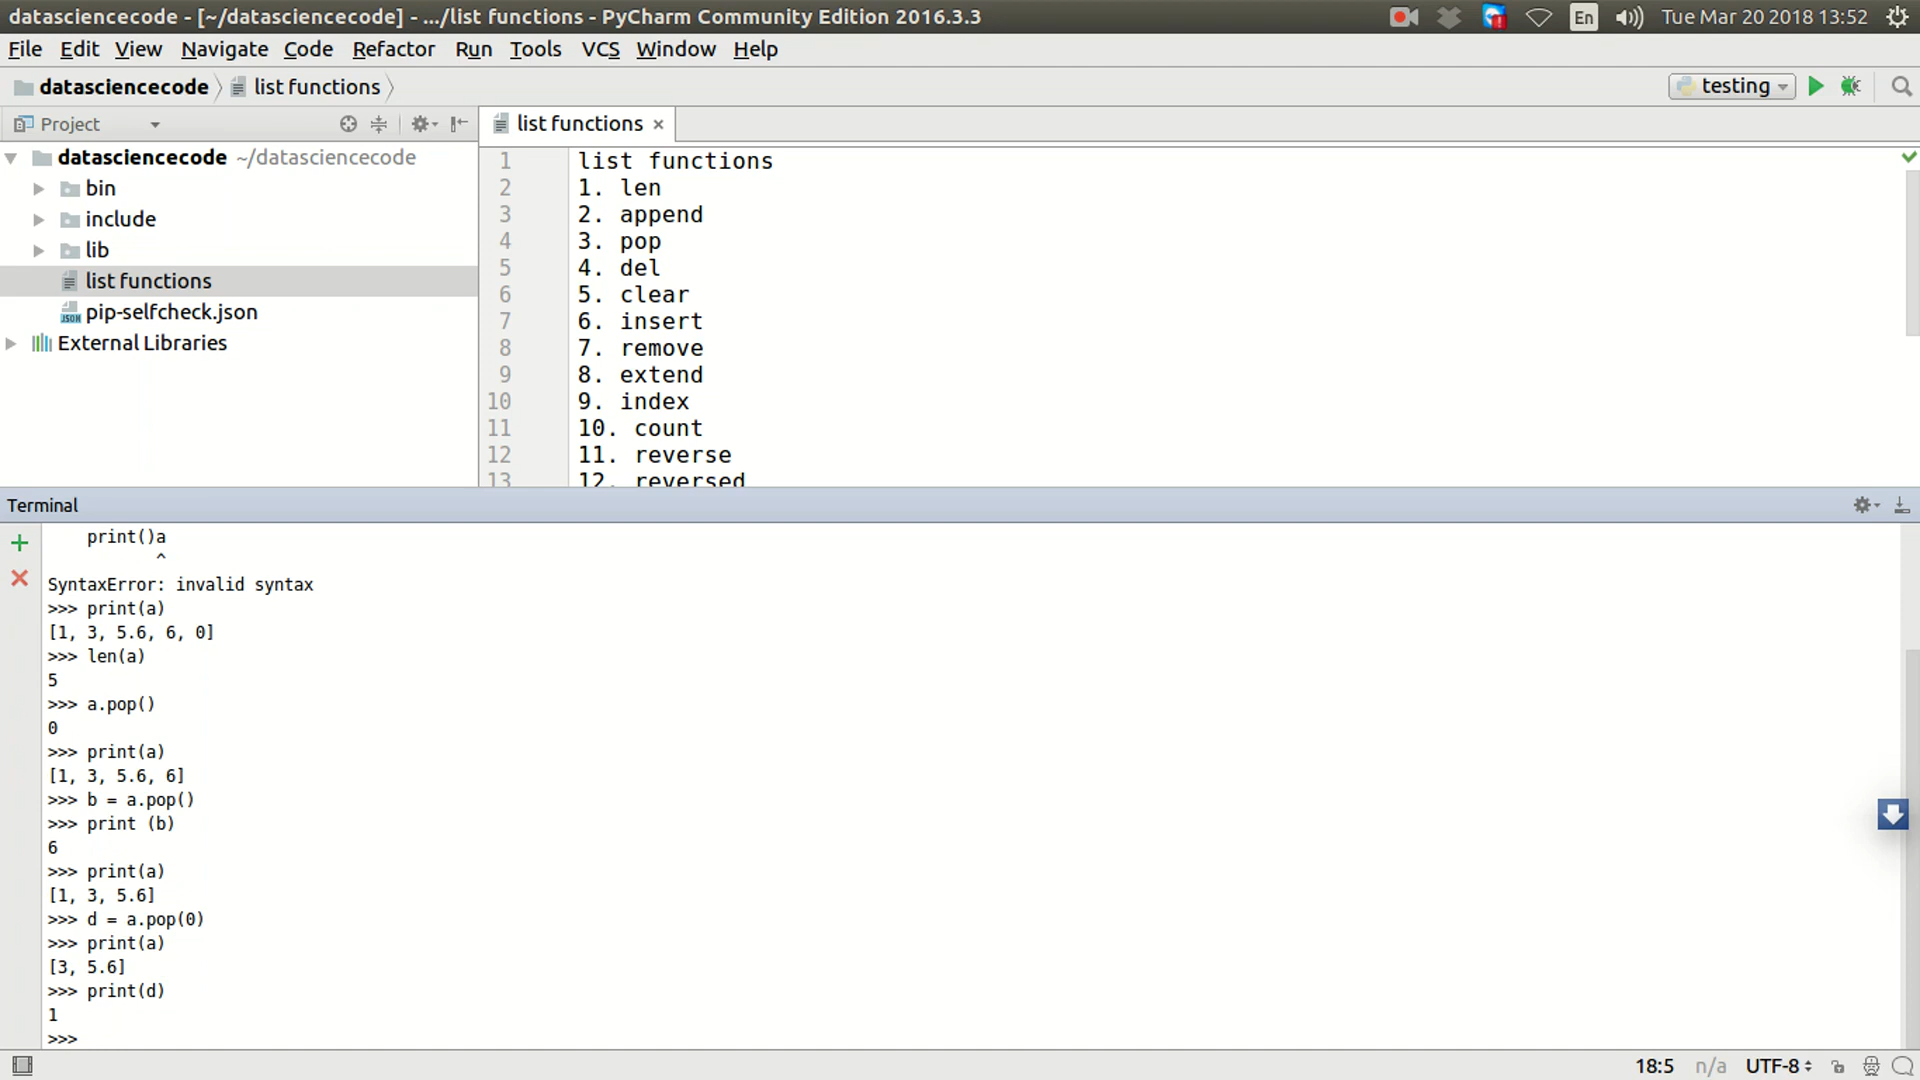 datasciencecode - [~/datasciencecode] - .../list functions - PyCharm Community Edition 2016.3.3
En
Tue Mar 20 2018 13:52
File Edit View Navigate Code Refactor Run Tools VCS Window Help
datasciencecode
list functions
testing
Project
list functions
datasciencecode ~/datasciencecode
bin
include
lib
list functions
JSON
pip-selfcheck.json
External Libraries
1 list functions
2 1. len
3 2. append
4 3. pop
5 4. del
6 5. clear
7 6. insert
8 7. remove
9 8. extend
10 9. index
11 10. count
12 11. reverse
13 12. reversed
Terminal
print()a
^
SyntaxError: invalid syntax
>>> print(a)
[1, 3, 5.6, 6, 0]
>>> len(a)
5
>>> a.pop()
0
>>> print(a)
[1, 3, 5.6, 6]
>>> b = a.pop()
>>> print (b)
6
>>> print(a)
[1, 3, 5.6]
>>> d = a.pop(0)
>>> print(a)
[3, 5.6]
>>> print(d)
1
>>>
18:5 n/a UTF-8